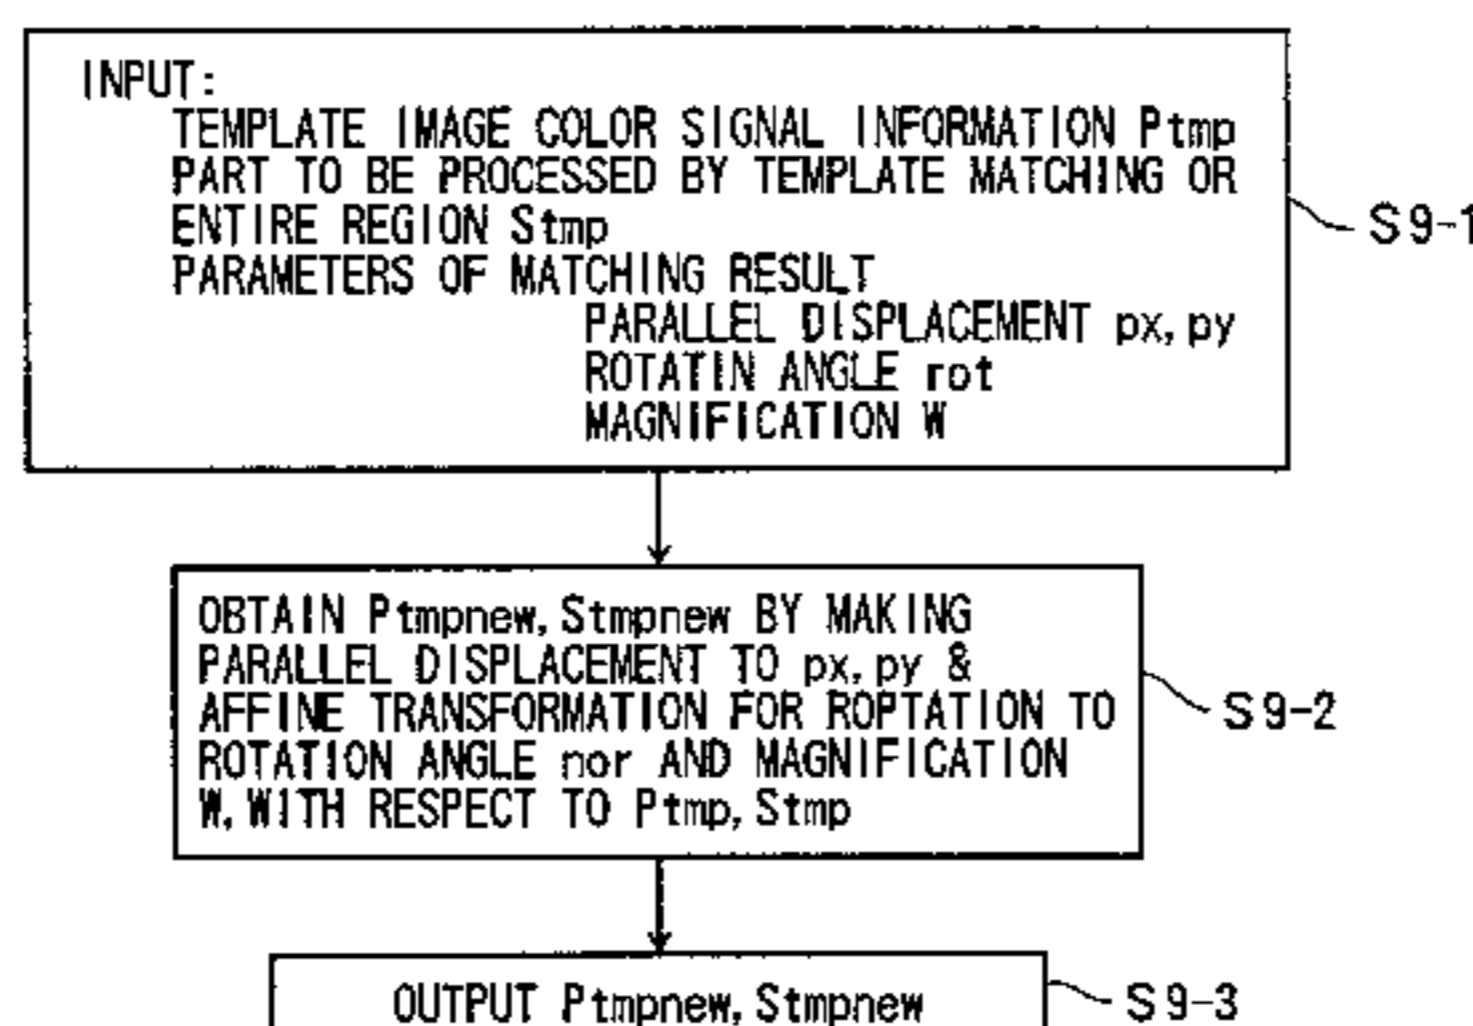 INPUT:
TEMPLATE IMAGE COLOR SIGNAL INFORMATION Ptmp
PART TO BE PROCESSED BY TEMPLATE MATCHING OR
ENTIRE REGION Stmp
PARAMETERS OF MATCHING RESULT
PARALLEL DISPLACEMENT px,py
ROTATIN ANGLE rot
MAGNIFICATION W
S9-1
OBTAIN Ptmpnew,Stmpnew BY MAKING
PARALLEL DISPLACEMENT TO px,py &
AFFINE TRANSFORMATION FOR ROPTATION TO
ROTATION ANGLE nor AND MAGNIFICATION
W,WITH RESPECT TO Ptmp,Stmp
S9-2
OUTPUT Ptmpnew,Stmpnew
S9-3